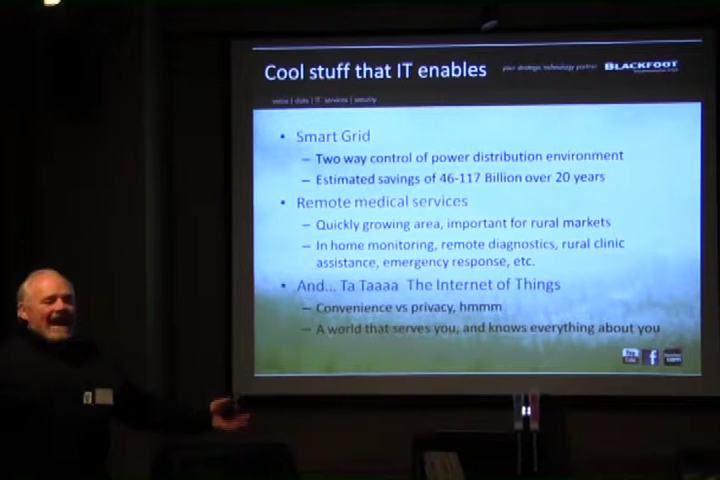 Cool stuff that IT enables
your strategic technology partner
BLACKFOOT
voice | data | IT services | security
• Smart Grid
– Two way control of power distribution environment
– Estimated savings of 46-117 Billion over 20 years
• Remote medical services
– Quickly growing area, important for rural markets
– In home monitoring, remote diagnostics, rural clinic
assistance, emergency response, etc.
• And... Ta Taaaa The Internet of Things
– Convenience vs privacy, hmmm
– A world that serves you, and knows everything about you
You
Tube
f